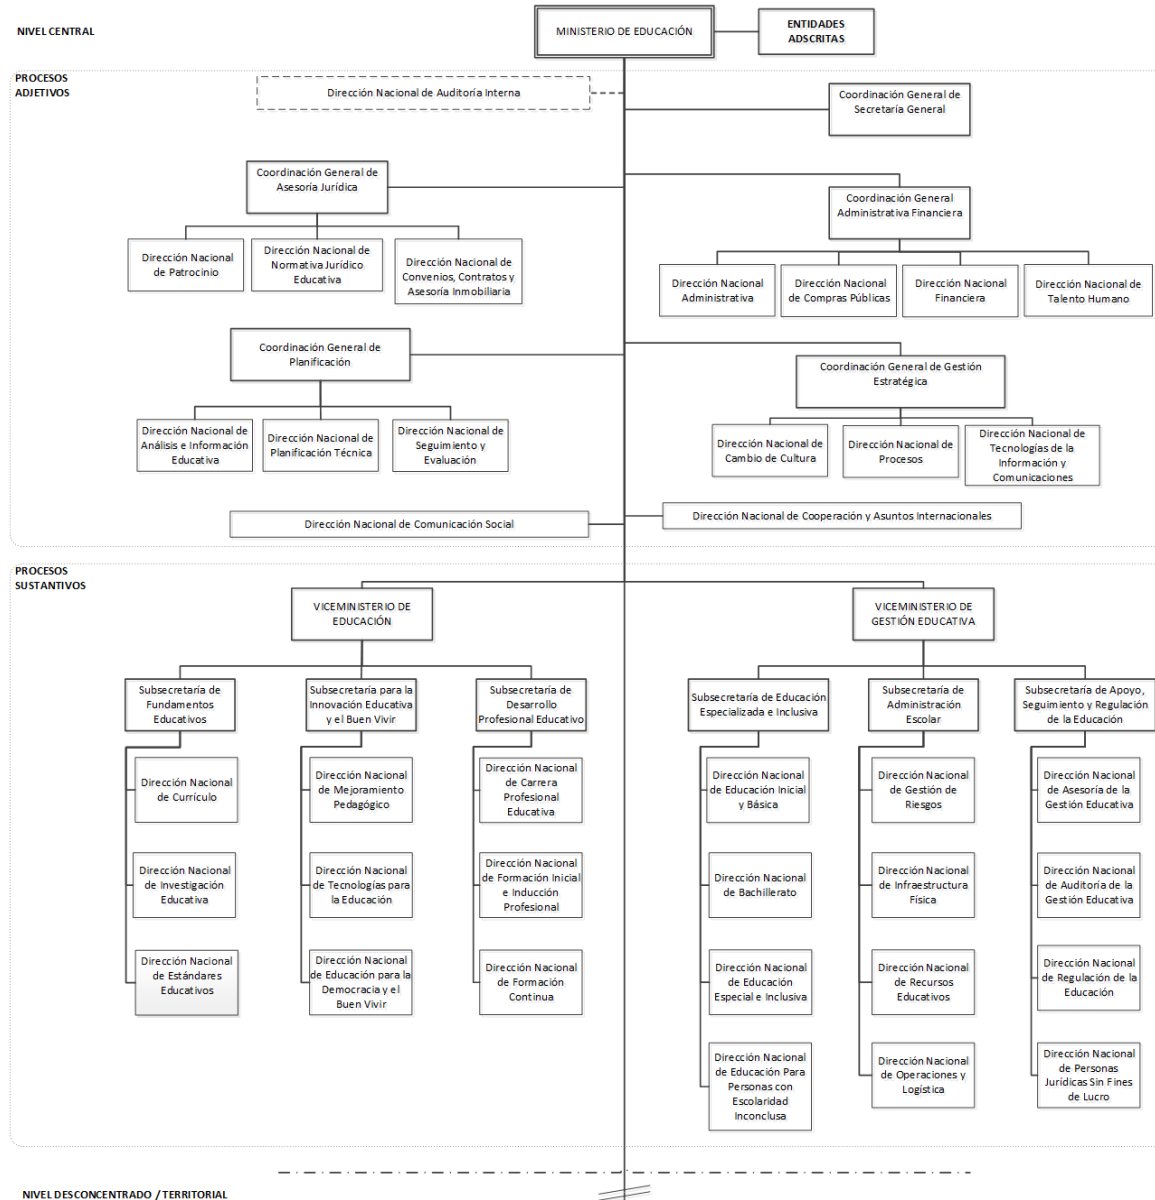 NIVEL CENTRAL
MINISTERIO DE EDUCACIÓN
ENTIDADES
ADSCRITAS
PROCESOS
ADJETIVOS
Dirección Nacional de Auditoría Interna
Coordinación General de
Secretaría General
Coordinación General de
Asesoría Jurídica
Coordinación General
Administrativa Financiera
Dirección Nacional
de Patrocinio
Dirección Nacional de
Normativa Jurídico
Educativa
Dirección Nacional de
Convenios, Contratos y
Asesoría Inmobiliaria
Dirección Nacional
Administrativa
Dirección Nacional
de Compras Públicas
Dirección Nacional
Financiera
Dirección Nacional de
Talento Humano
Coordinación General de
Planificación
Coordinación General de Gestión
Estratégica
Dirección Nacional de
Análisis e Información
Educativa
Dirección Nacional de
Planificación Técnica
Dirección Nacional de
Seguimiento y
Evaluación
Dirección Nacional de
Cambio de Cultura
Dirección Nacional de
Procesos
Dirección Nacional de
Tecnologías de la
Información y
Comunicaciones
Dirección Nacional de Comunicación Social
Dirección Nacional de Cooperación y Asuntos Internacionales
PROCESOS
SUSTANTIVOS
VICEMINISTERIO DE
EDUCACIÓN
VICEMINISTERIO DE
GESTIÓN EDUCATIVA
Subsecretaría de
Fundamentos
Educativos
Subsecretaría para la
Innovación Educativa
y el Buen Vivir
Subsecretaría de
Desarrollo
Profesional Educativo
Subsecretaría de Educación
Especializada e Inclusiva
Subsecretaría de
Administración
Escolar
Subsecretaría de Apoyo,
Seguimiento y Regulación
de la Educación
Dirección Nacional
de Currículo
Dirección Nacional
de Mejoramiento
Pedagógico
Dirección Nacional
de Carrera
Profesional
Educativa
Dirección Nacional
de Educación Inicial
y Básica
Dirección Nacional
de Gestión de
Riesgos
Dirección Nacional
de Asesoría de la
Gestión Educativa
Dirección Nacional
de Investigación
Educativa
Dirección Nacional
de Tecnologías para
la Educación
Dirección Nacional
de Formación Inicial
e Inducción
Profesional
Dirección Nacional
de Bachillerato
Dirección Nacional
de Infraestructura
Física
Dirección Nacional
de Auditoría de la
Gestión Educativa
Dirección Nacional
de Estándares
Educativos
Dirección Nacional
de Educación para la
Democracia y el
Buen Vivir
Dirección Nacional
de Formación
Continua
Dirección Nacional
de Educación
Especial e Inclusiva
Dirección Nacional
de Recursos
Educativos
Dirección Nacional
de Regulación de la
Educación
Dirección Nacional
de Educación Para
Personas con
Escolaridad
Inconclusa
Dirección Nacional
de Operaciones y
Logística
Dirección Nacional
de Personas
Jurídicas Sin Fines
de Lucro
NIVEL DESCONCENTRADO / TERRITORIAL